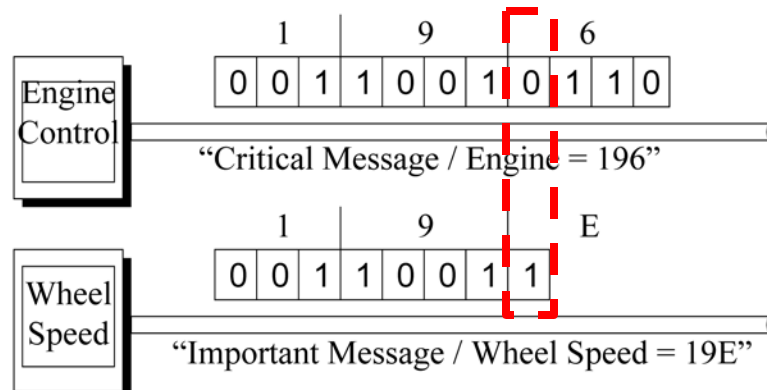 1 9 6
0 0 1 1 0 0 1 0 1 1 0
Engine
Control
“Critical Message / Engine = 196”
1 9 E
0 0 1 1 0 0 1 1
Wheel
Speed
“Important Message / Wheel Speed = 19E”